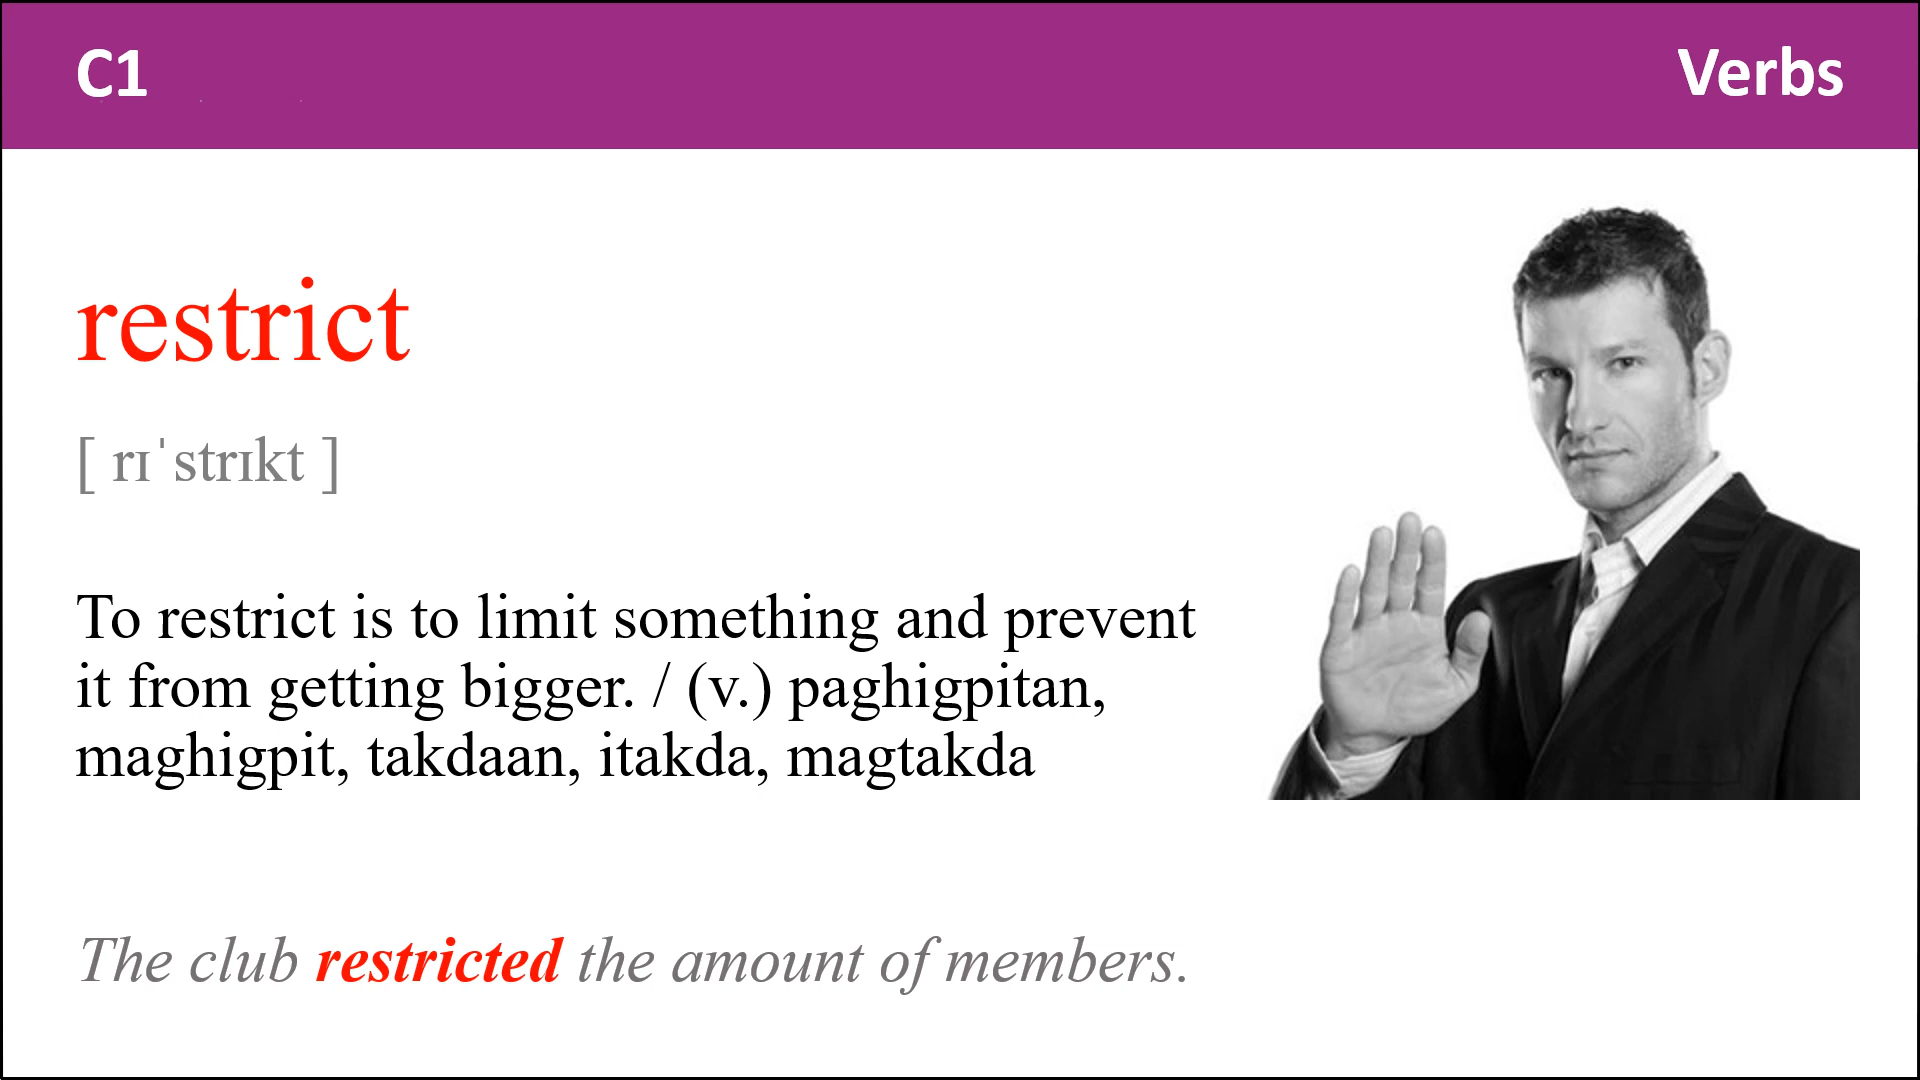 C1
Verbs
restrict
[ rɪˈstrɪkt ]
To restrict is to limit something and prevent
it from getting bigger. / (v.) paghigpitan,
maghigpit, takdaan, itakda, magtakda
The club restricted the amount of members.